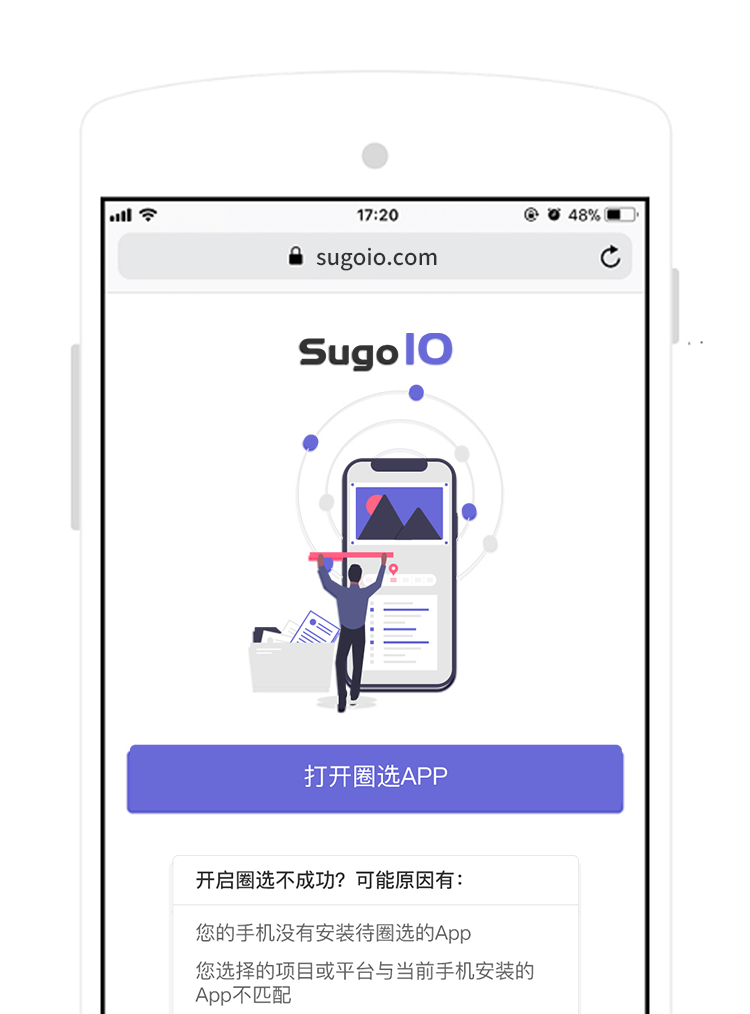 17:20
48%
sugoio.com
SugoIO
打开圈选APP
开启圈选不成功？可能原因有：
您的手机没有安装待圈选的App
您选择的项目或平台与当前手机安装的
App不匹配